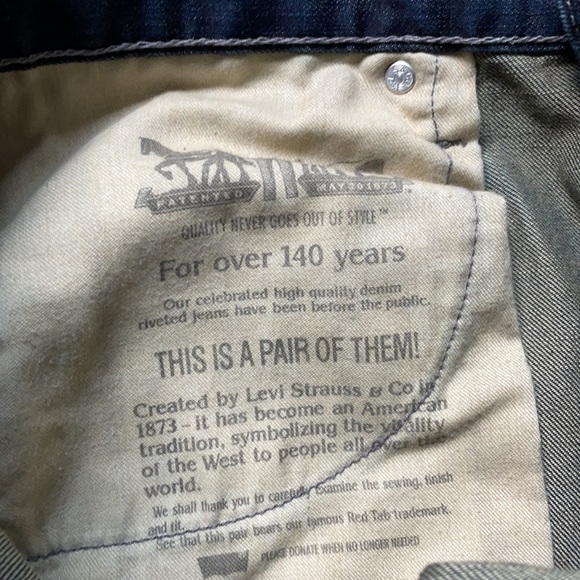 PATENTED MAY 20 1873
QUALITY NEVER GOES OUT OF STYLE™
For over 140 years
Our celebrated high quality denim
riveted jeans have been before the public.
THIS IS A PAIR OF THEM!
Created by Levi Strauss & Co in
1873 - it has become an American
tradition, symbolizing the vitality
of the West to people all over the
world.
We shall thank you to carefully examine the sewing, finish
and fit.
See that this pair bears our famous Red Tab trademark.
PLEASE DONATE WHEN NO LONGER NEEDED